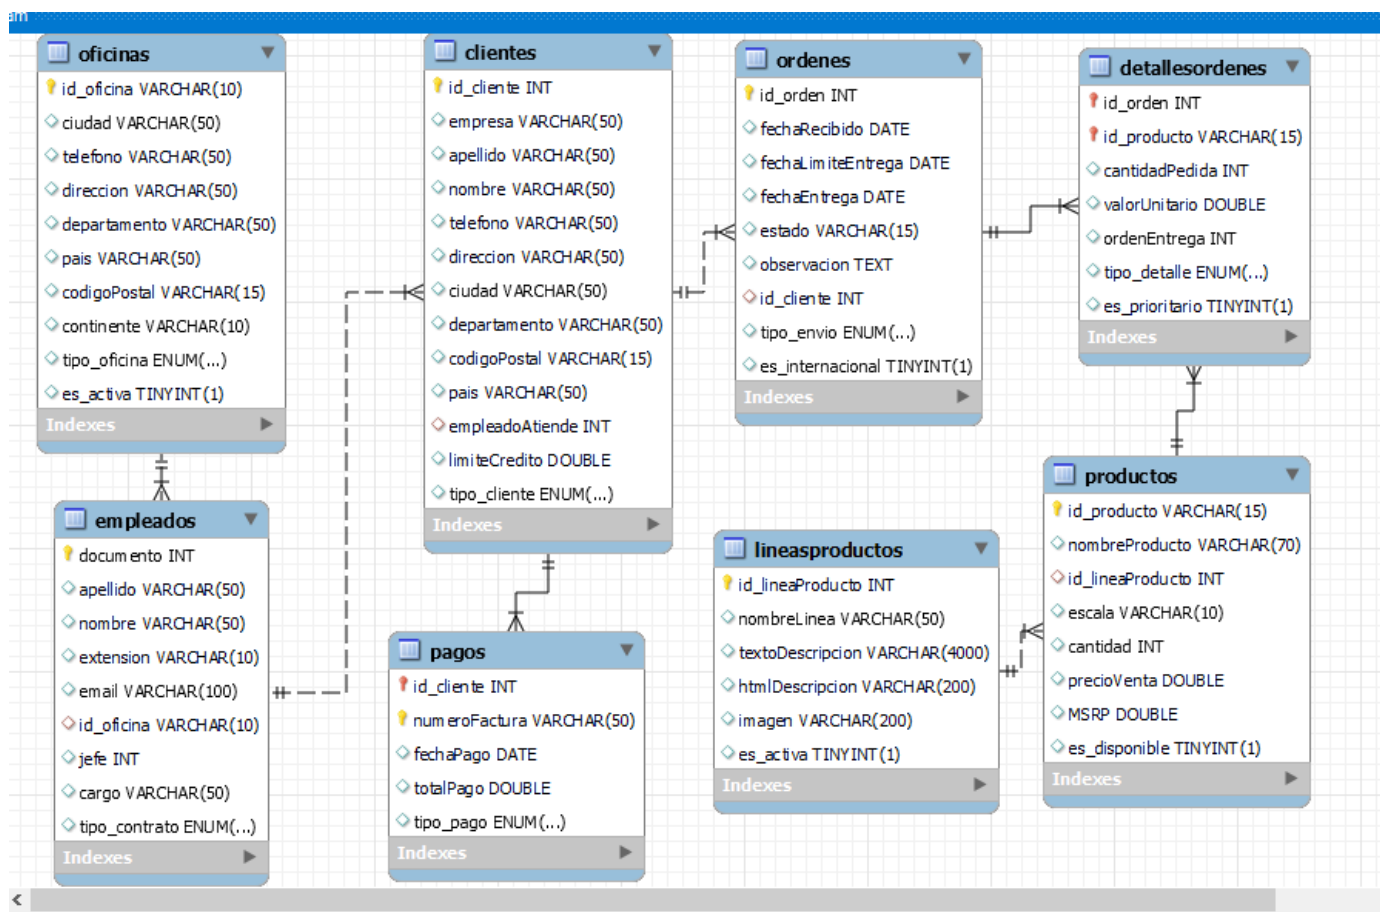 am
oficinas
id_oficina VARCHAR(10)
ciudad VARCHAR(50)
telefono VARCHAR(50)
direccion VARCHAR(50)
departamento VARCHAR(50)
pais VARCHAR(50)
codigoPostal VARCHAR(15)
continente VARCHAR(10)
tipo_oficina ENUM(...)
es_activa TINYINT(1)
Indexes
empleados
documento INT
apellido VARCHAR(50)
nombre VARCHAR(50)
extension VARCHAR(10)
email VARCHAR(100)
id_oficina VARCHAR(10)
jefe INT
cargo VARCHAR(50)
tipo_contrato ENUM(...)
Indexes
clientes
id_cliente INT
empresa VARCHAR(50)
apellido VARCHAR(50)
nombre VARCHAR(50)
telefono VARCHAR(50)
direccion VARCHAR(50)
ciudad VARCHAR(50)
departamento VARCHAR(50)
codigoPostal VARCHAR(15)
pais VARCHAR(50)
empleadoAtiende INT
limiteCredito DOUBLE
tipo_cliente ENUM(...)
Indexes
pagos
id_cliente INT
numeroFactura VARCHAR(50)
fechaPago DATE
totalPago DOUBLE
tipo_pago ENUM(...)
Indexes
ordenes
id_orden INT
fechaRecibido DATE
fechaLimiteEntrega DATE
fechaEntrega DATE
estado VARCHAR(15)
observacion TEXT
id_cliente INT
tipo_envio ENUM(...)
es_internacional TINYINT(1)
Indexes
lineasproductos
id_lineaProducto INT
nombreLinea VARCHAR(50)
textoDescripcion VARCHAR(4000)
htmlDescripcion VARCHAR(200)
imagen VARCHAR(200)
es_activa TINYINT(1)
Indexes
detallesordenes
id_orden INT
id_producto VARCHAR(15)
cantidadPedida INT
valorUnitario DOUBLE
ordenEntrega INT
tipo_detalle ENUM(...)
es_prioritario TINYINT(1)
Indexes
productos
id_producto VARCHAR(15)
nombreProducto VARCHAR(70)
id_lineaProducto INT
escala VARCHAR(10)
cantidad INT
precioVenta DOUBLE
MSRP DOUBLE
es_disponible TINYINT(1)
Indexes